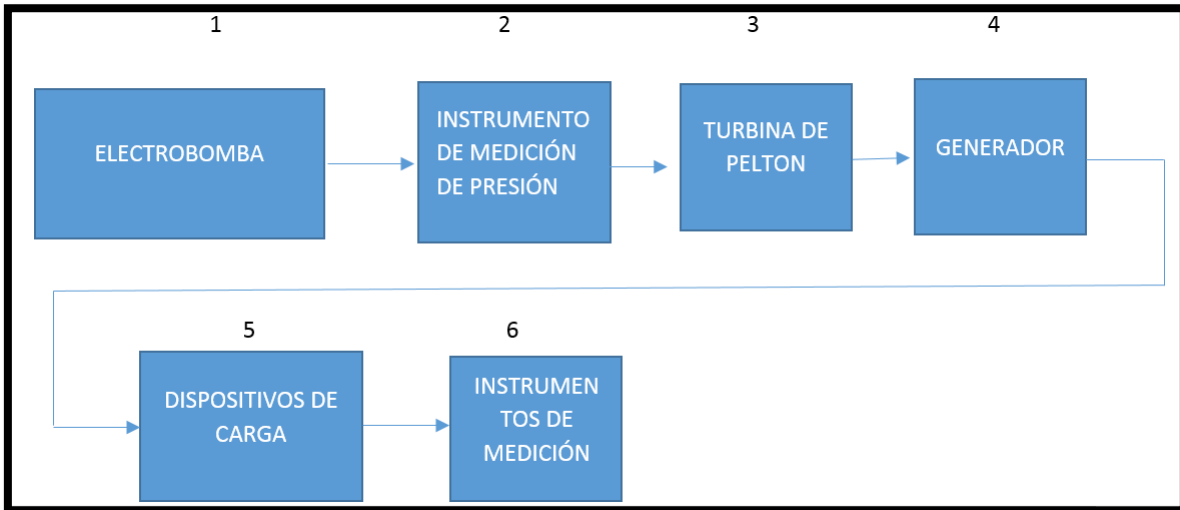 1
2
3
4
ELECTROBOMBA
INSTRUMENTO
DE MEDICIÓN
DE PRESIÓN
TURBINA DE
PELTON
GENERADOR
5
6
DISPOSITIVOS DE
CARGA
INSTRUMEN
TOS DE
MEDICIÓN